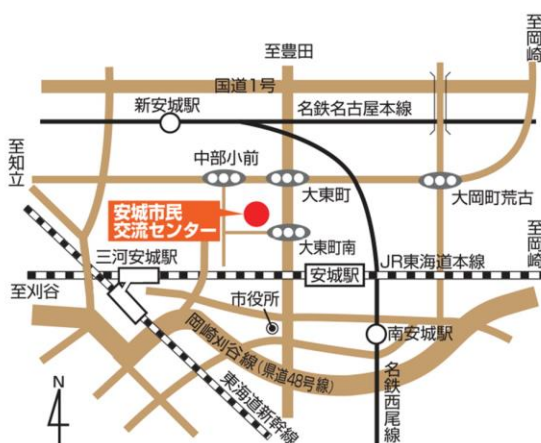 至岡崎
至豊田
国道1号
新安城駅
名鉄名古屋本線
至知立
中部小前
大東町
大岡町荒古
安城市民
交流センター
大東町南
至岡崎
三河安城駅
安城駅
JR東海道本線
至刈谷
市役所
南安城駅
岡崎刈谷線(県道48号線)
東海道新幹線
名鉄西尾線
N